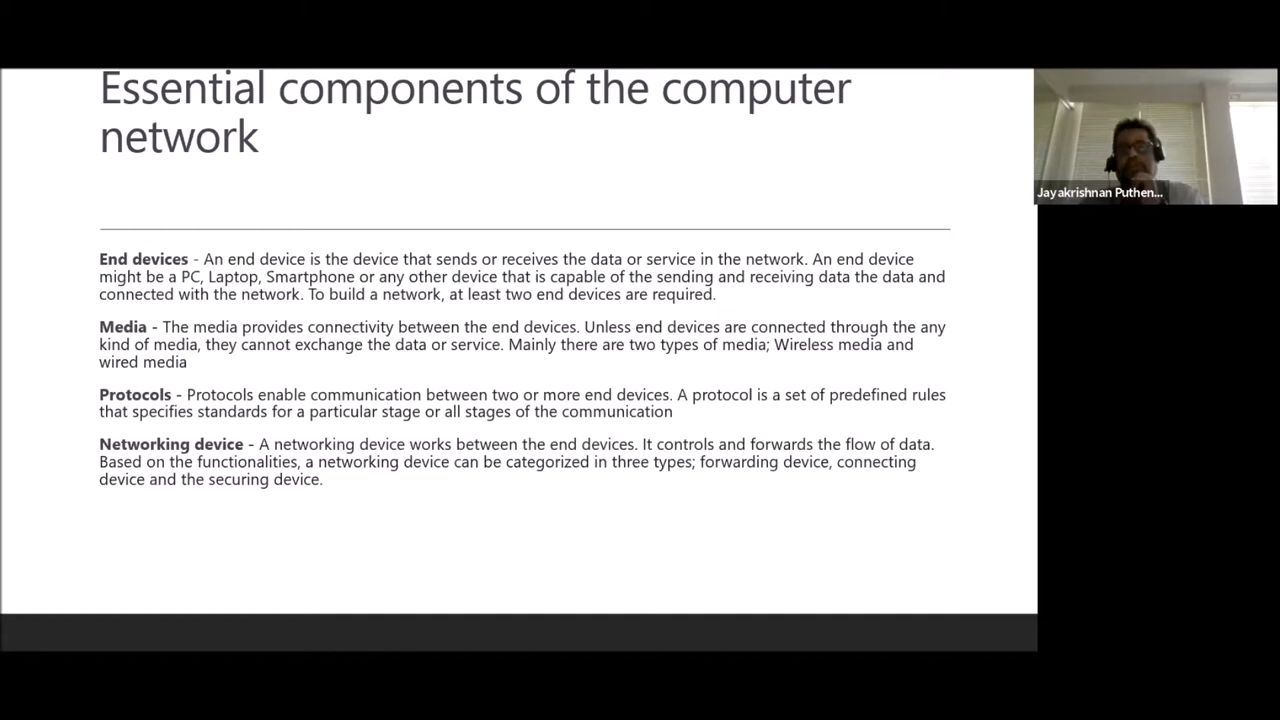 Essential components of the computer
network
Jayakrishnan Puthen...
End devices - An end device is the device that sends or receives the data or service in the network. An end device
might be a PC, Laptop, Smartphone or any other device that is capable of the sending and receiving data the data and
connected with the network. To build a network, at least two end devices are required.
Media - The media provides connectivity between the end devices. Unless end devices are connected through the any
kind of media, they cannot exchange the data or service. Mainly there are two types of media; Wireless media and
wired media
Protocols - Protocols enable communication between two or more end devices. A protocol is a set of predefined rules
that specifies standards for a particular stage or all stages of the communication
Networking device - A networking device works between the end devices. It controls and forwards the flow of data.
Based on the functionalities, a networking device can be categorized in three types; forwarding device, connecting
device and the securing device.